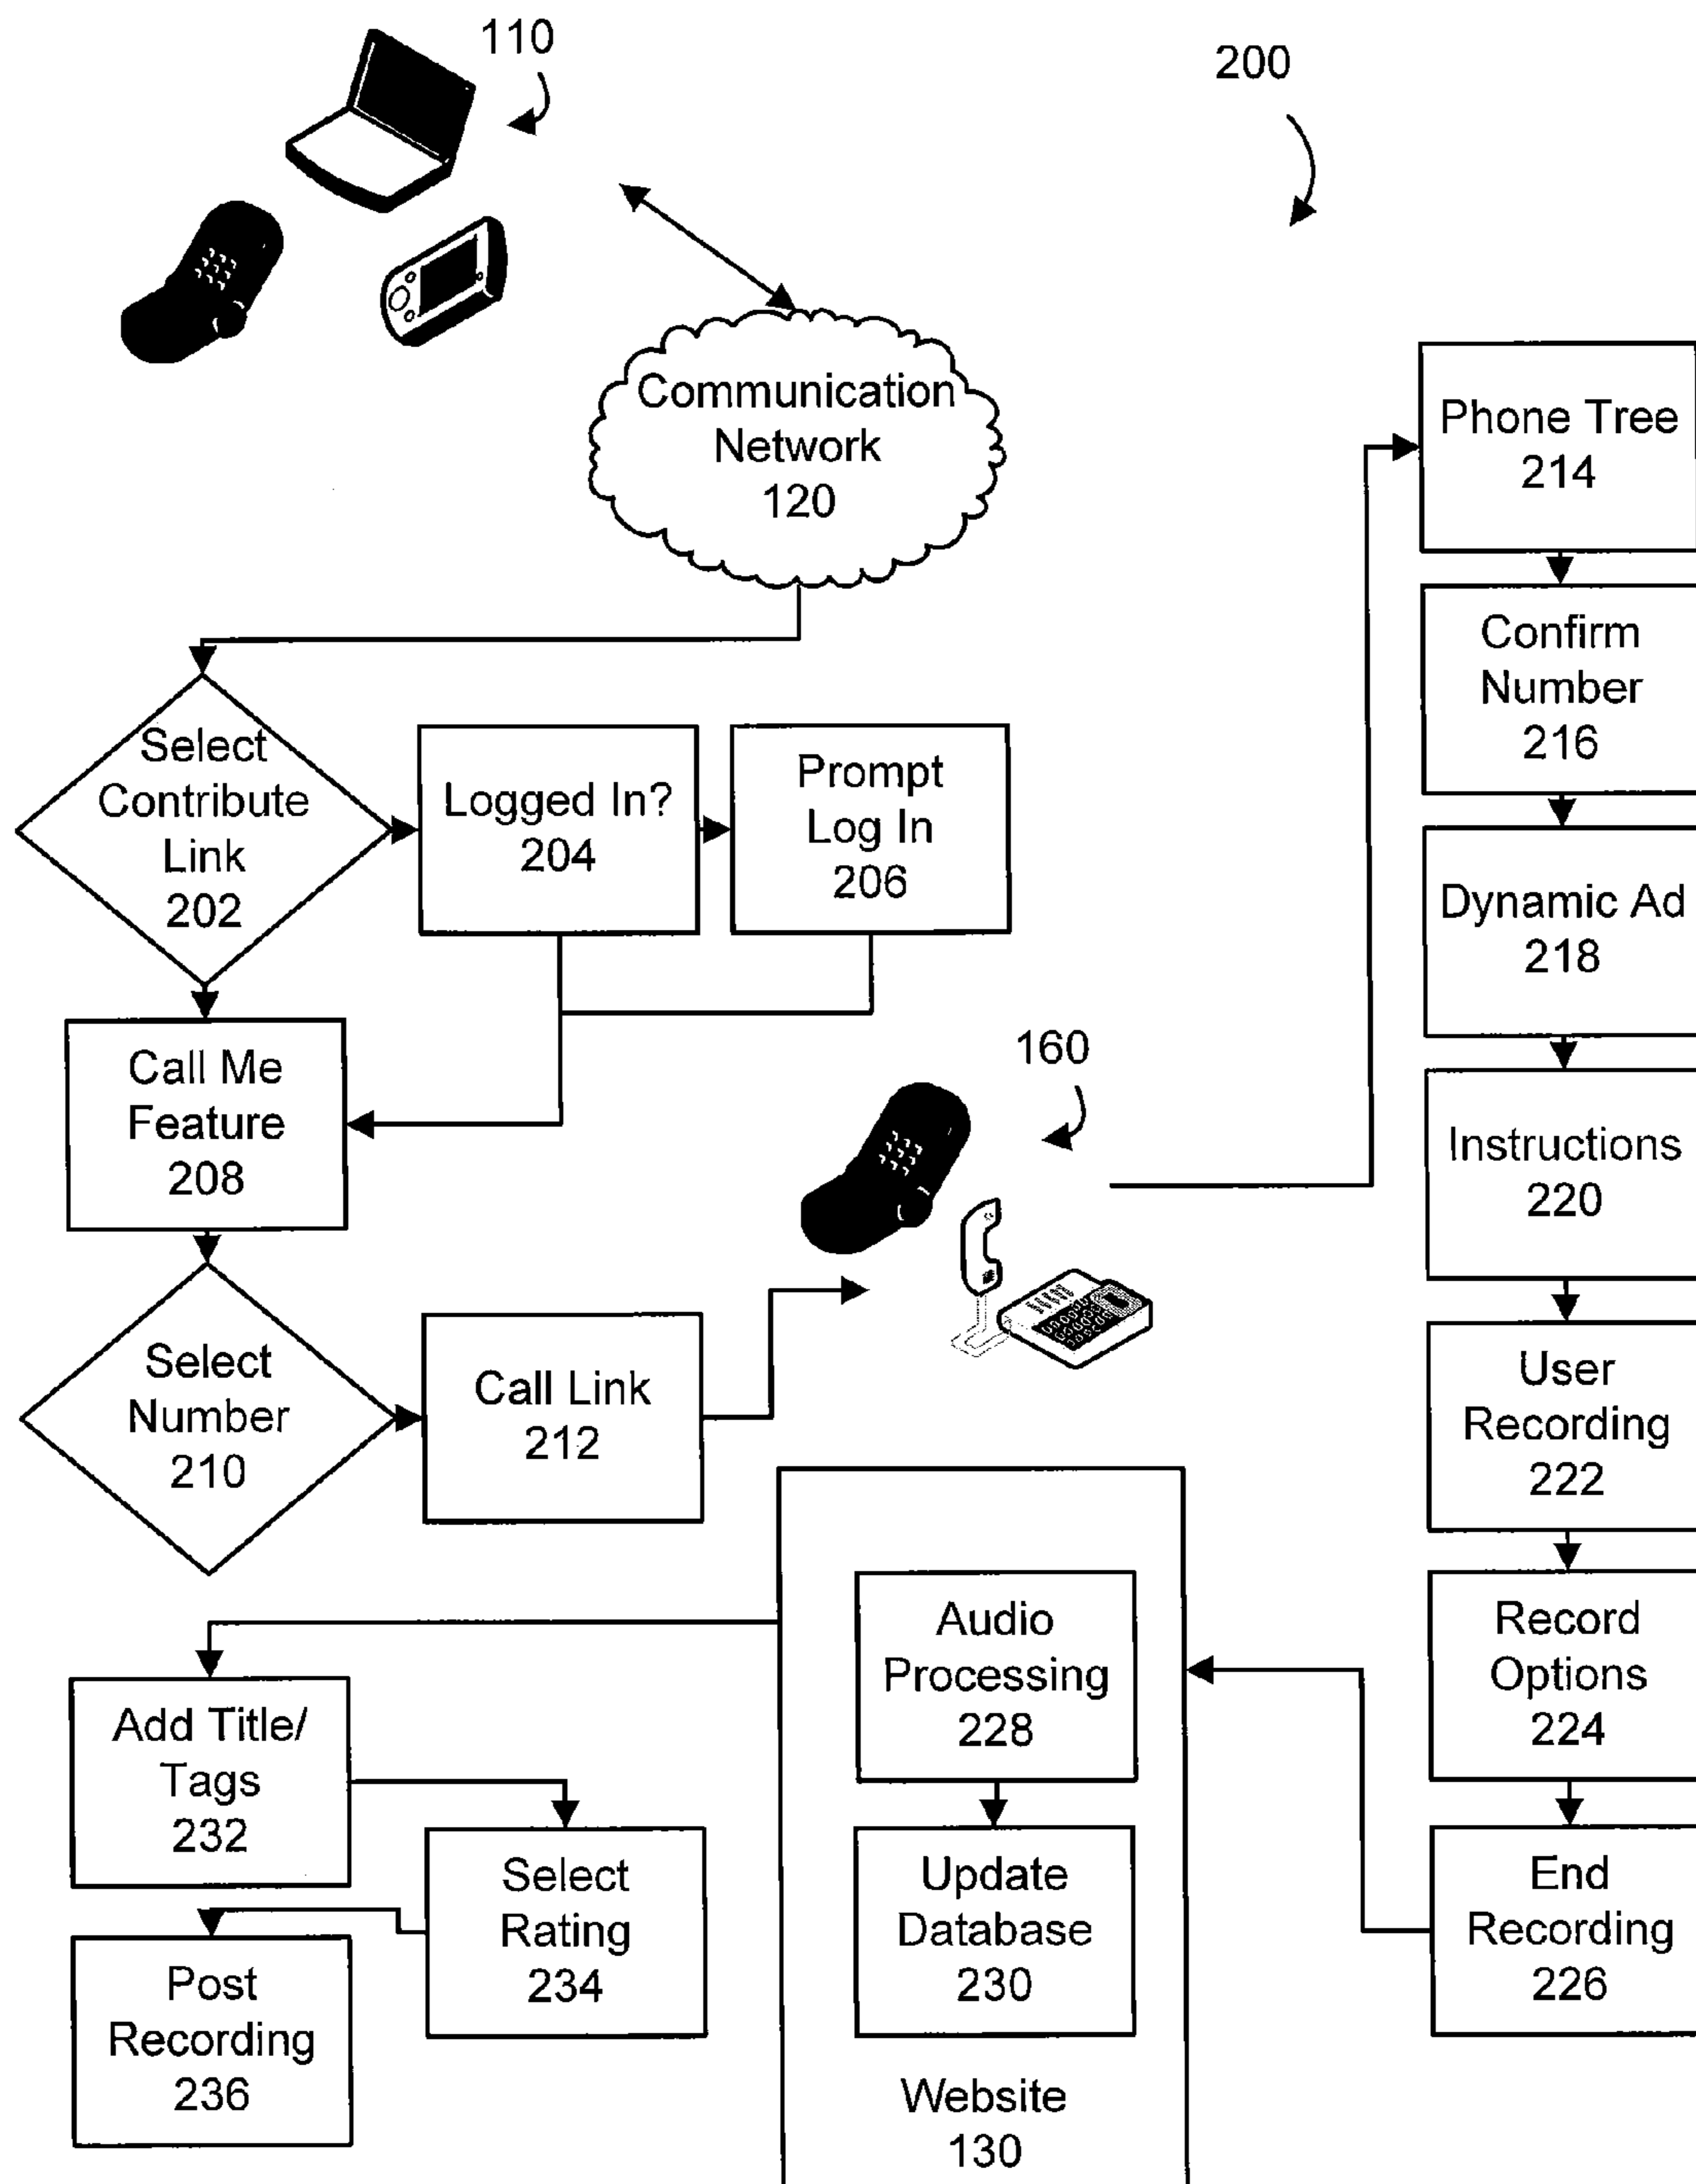 110
200
Communication
Network
120
Select
Contribute
Link
202
Logged In?
204
Prompt
Log In
206
Call Me
Feature
208
Select
Number
210
Call Link
212
160
Phone Tree
214
Confirm
Number
216
Dynamic Ad
218
Instructions
220
User
Recording
222
Record
Options
224
End
Recording
226
Audio
Processing
228
Update
Database
230
Website
130
Add Title/
Tags
232
Select
Rating
234
Post
Recording
236